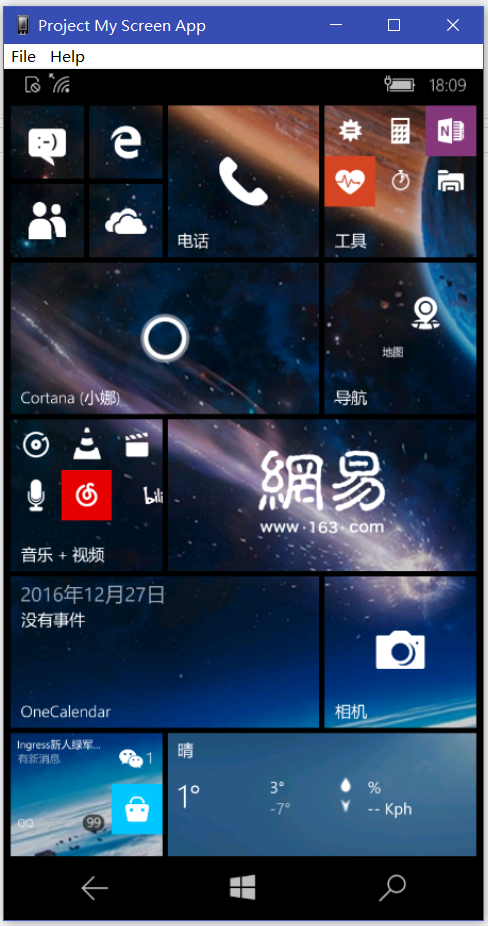 Project My Screen App
File Help
18:09
电话
工具
Cortana (小娜)
地图
导航
音乐 + 视频
網易
www·163·com
2016年12月27日
没有事件
OneCalendar
相机
Ingress新人绿军...
有新消息
1
99
晴
1°
3°
-7°
%
-- Kph